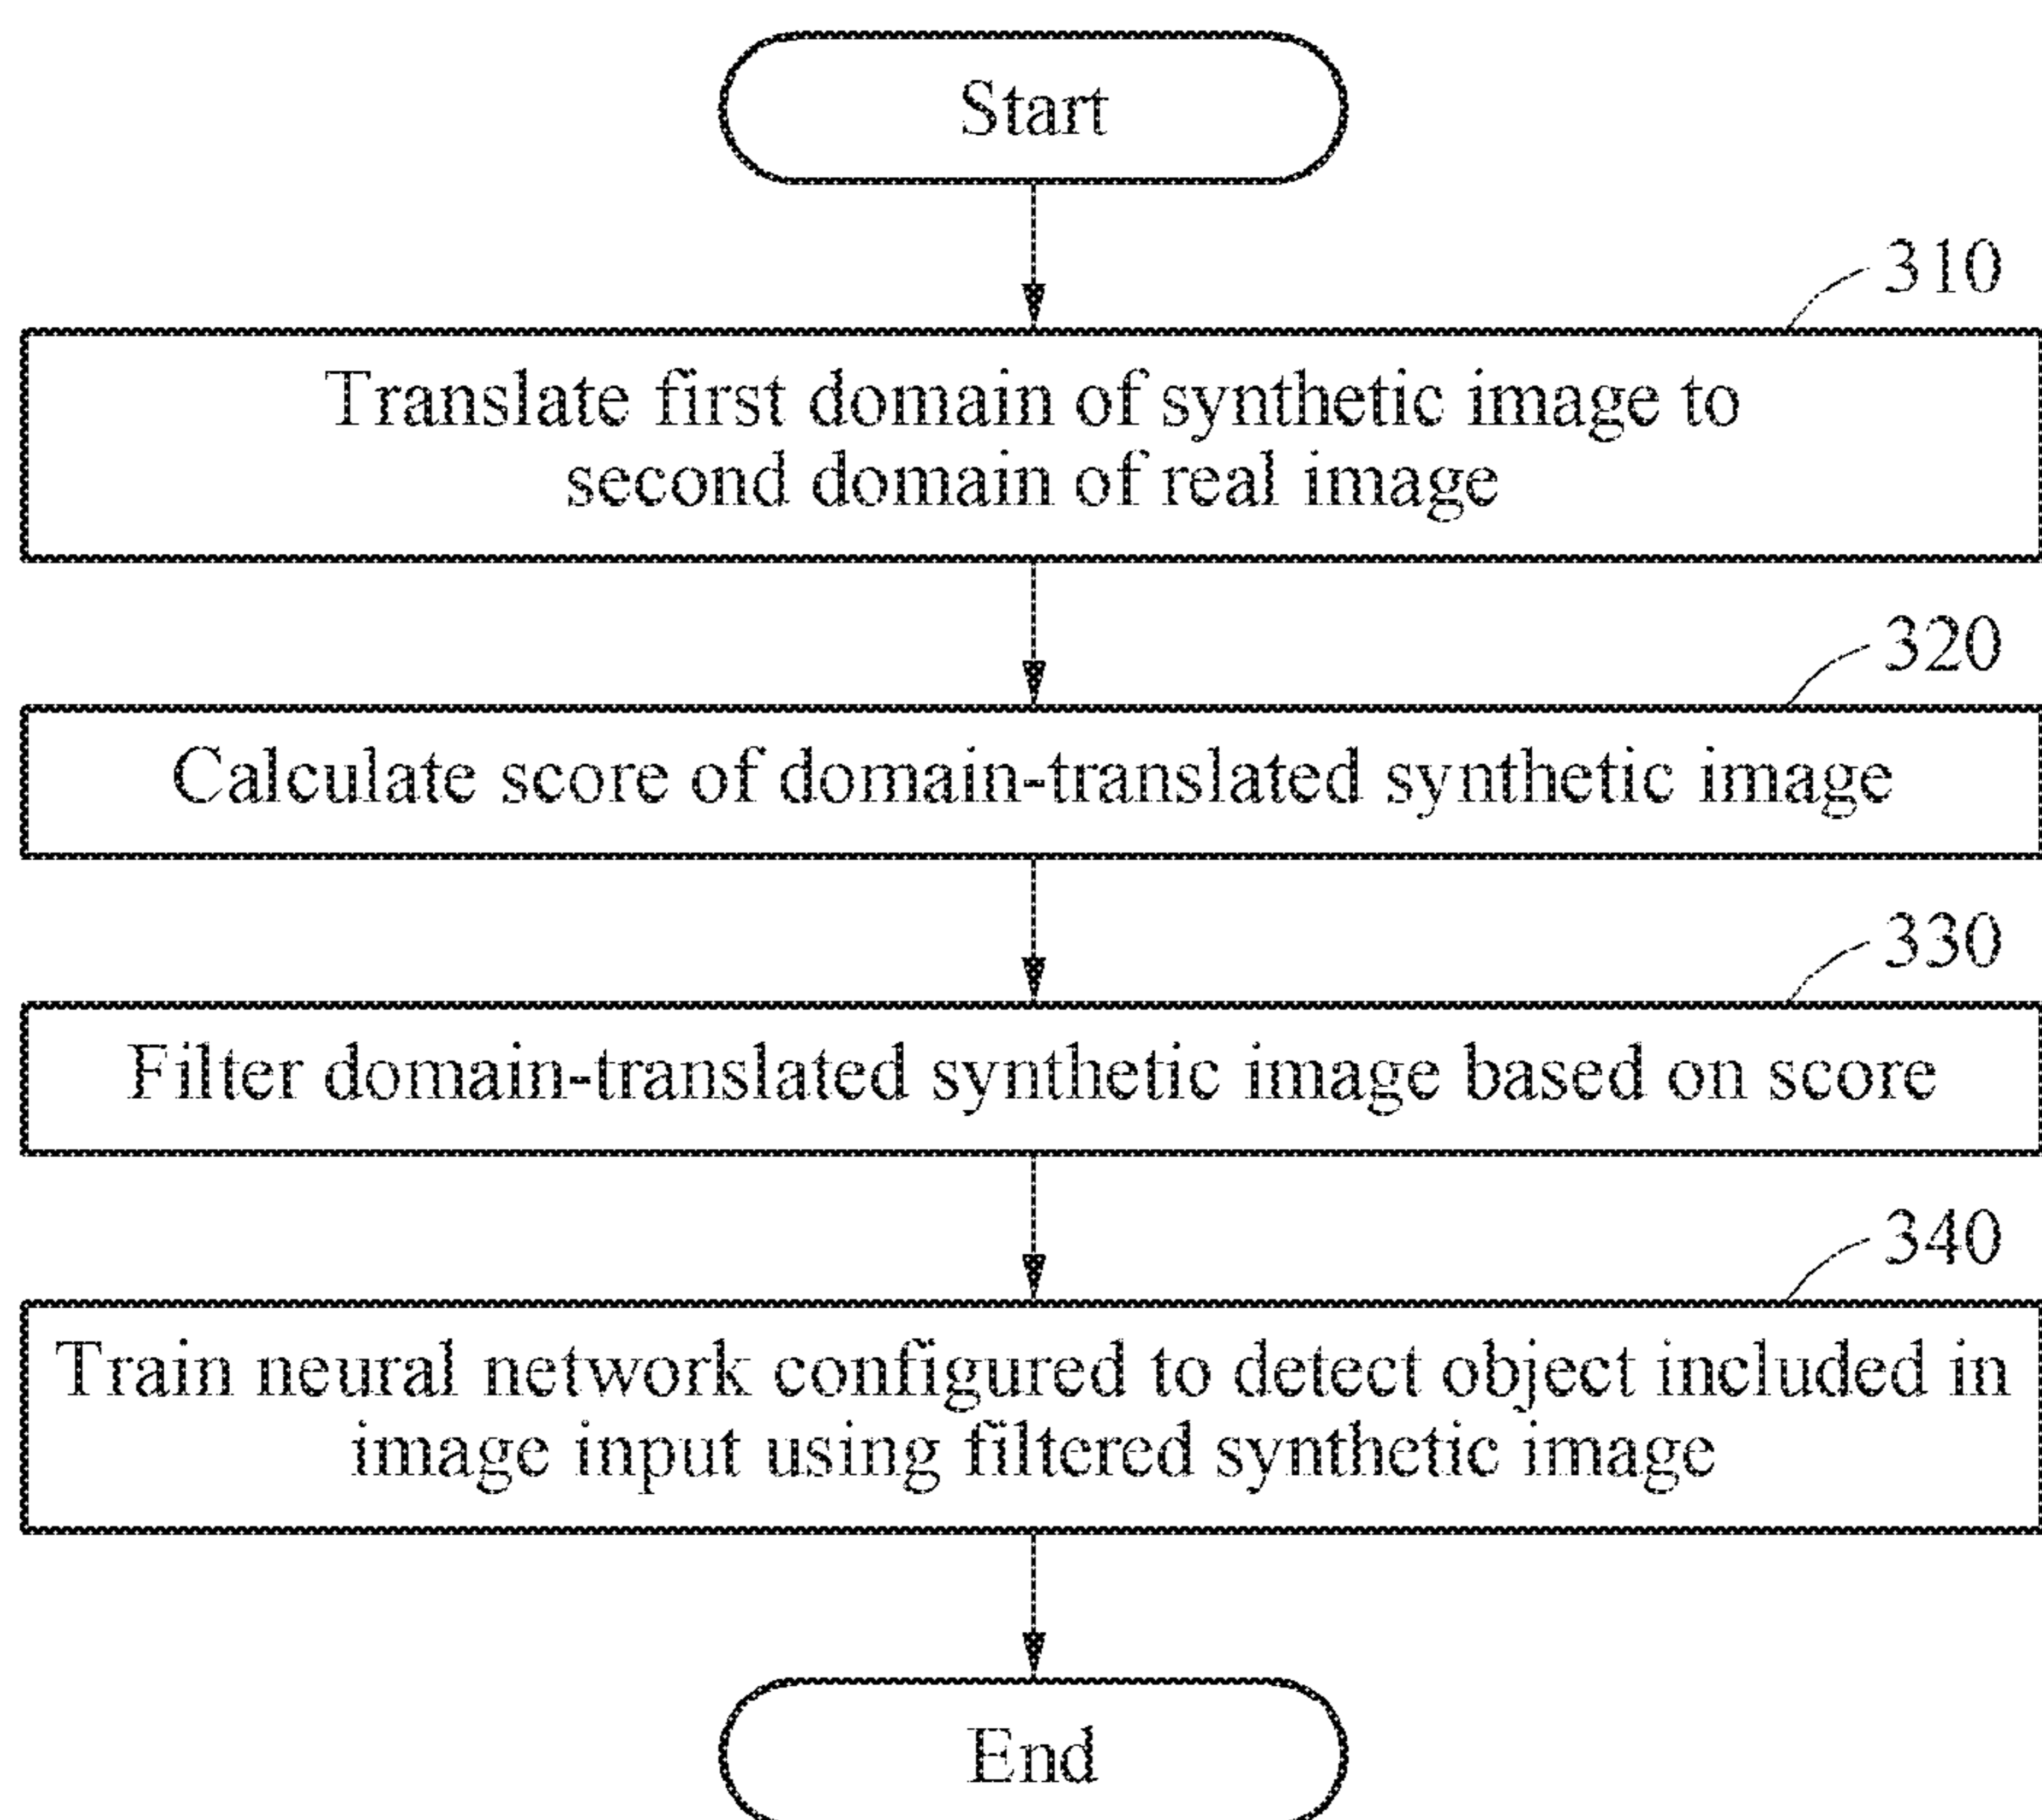 Start
310
Translate first domain of synthetic image to
second domain of real image
320
Calculate score of domain-translated synthetic image
330
Filter domain-translated synthetic image based on score
340
Train neural network configured to detect object included in
image input using filtered synthetic image
End